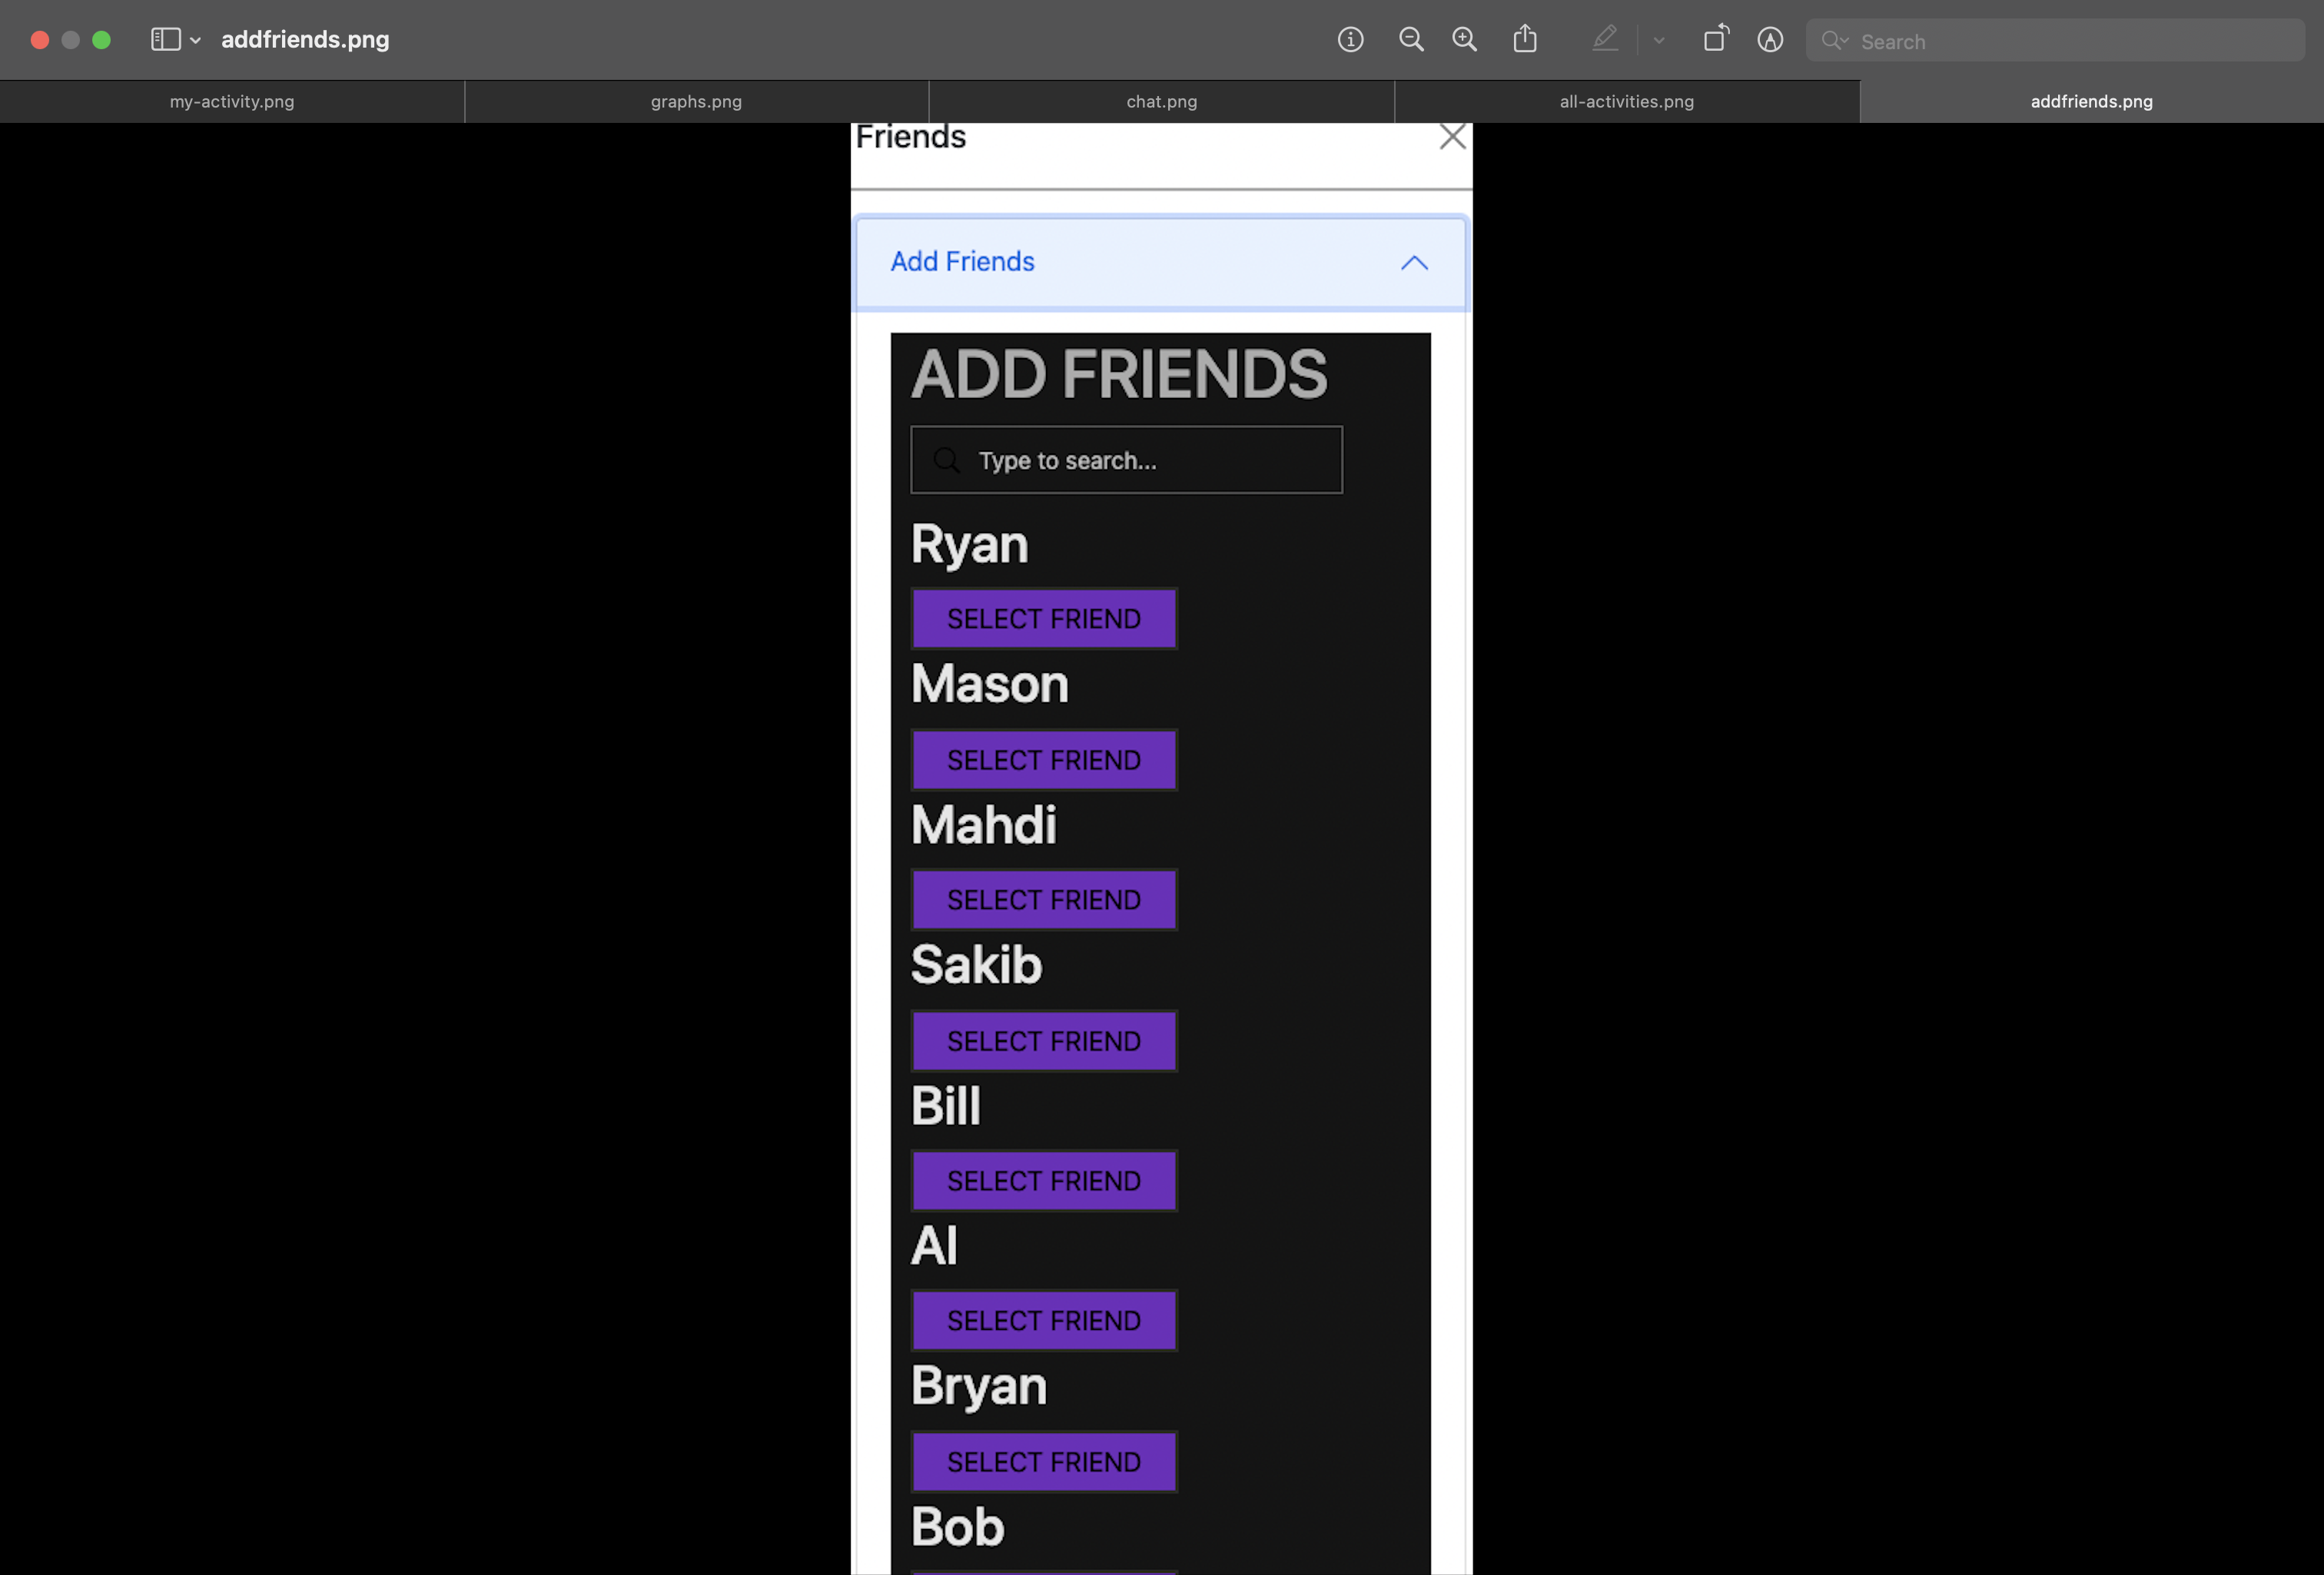 addfriends.png
Search
my-activity.png
graphs.png
chat.png
all-activities.png
addfriends.png
Friends
Add Friends
ADD FRIENDS
Type to search...
Ryan
SELECT FRIEND
Mason
SELECT FRIEND
Mahdi
SELECT FRIEND
Sakib
SELECT FRIEND
Bill
SELECT FRIEND
Al
SELECT FRIEND
Bryan
SELECT FRIEND
Bob